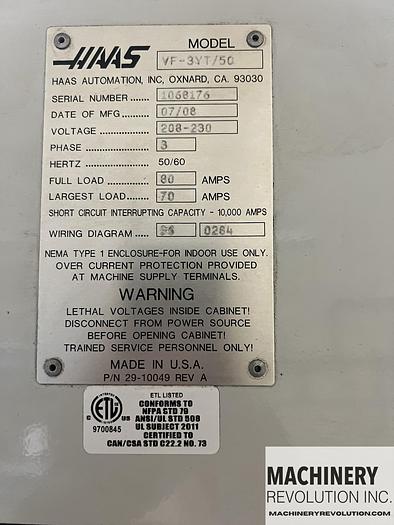 HAAS
MODEL
VF-3YT/50
HAAS AUTOMATION, INC, OXNARD, CA. 93030
SERIAL NUMBER ..... 1068176
DATE OF MFG ........ 07/08
VOLTAGE .............. 208-230
PHASE .................. 3
HERTZ ................... 50/60
FULL LOAD ........... 80 AMPS
LARGEST LOAD ...... 70 AMPS
SHORT CIRCUIT INTERRUPTING CAPACITY - 10,000 AMPS
WIRING DIAGRAM ..... 0284
NEMA TYPE 1 ENCLOSURE-FOR INDOOR USE ONLY.
OVER CURRENT PROTECTION PROVIDED
AT MACHINE SUPPLY TERMINALS.
WARNING
LETHAL VOLTAGES INSIDE CABINET!
DISCONNECT FROM POWER SOURCE
BEFORE OPENING CABINET!
TRAINED SERVICE PERSONNEL ONLY!
MADE IN U.S.A.
P/N 29-10049 REV A
ETL LISTED
CONFORMS TO
NFPA STD 79
ANSI/UL STD 508
UL SUBJECT 2011
CERTIFIED TO
CAN/CSA STD C22.2 NO. 73
C ETL US
9700845
MACHINERY
REVOLUTION INC.
MACHINERYREVOLUTION.COM